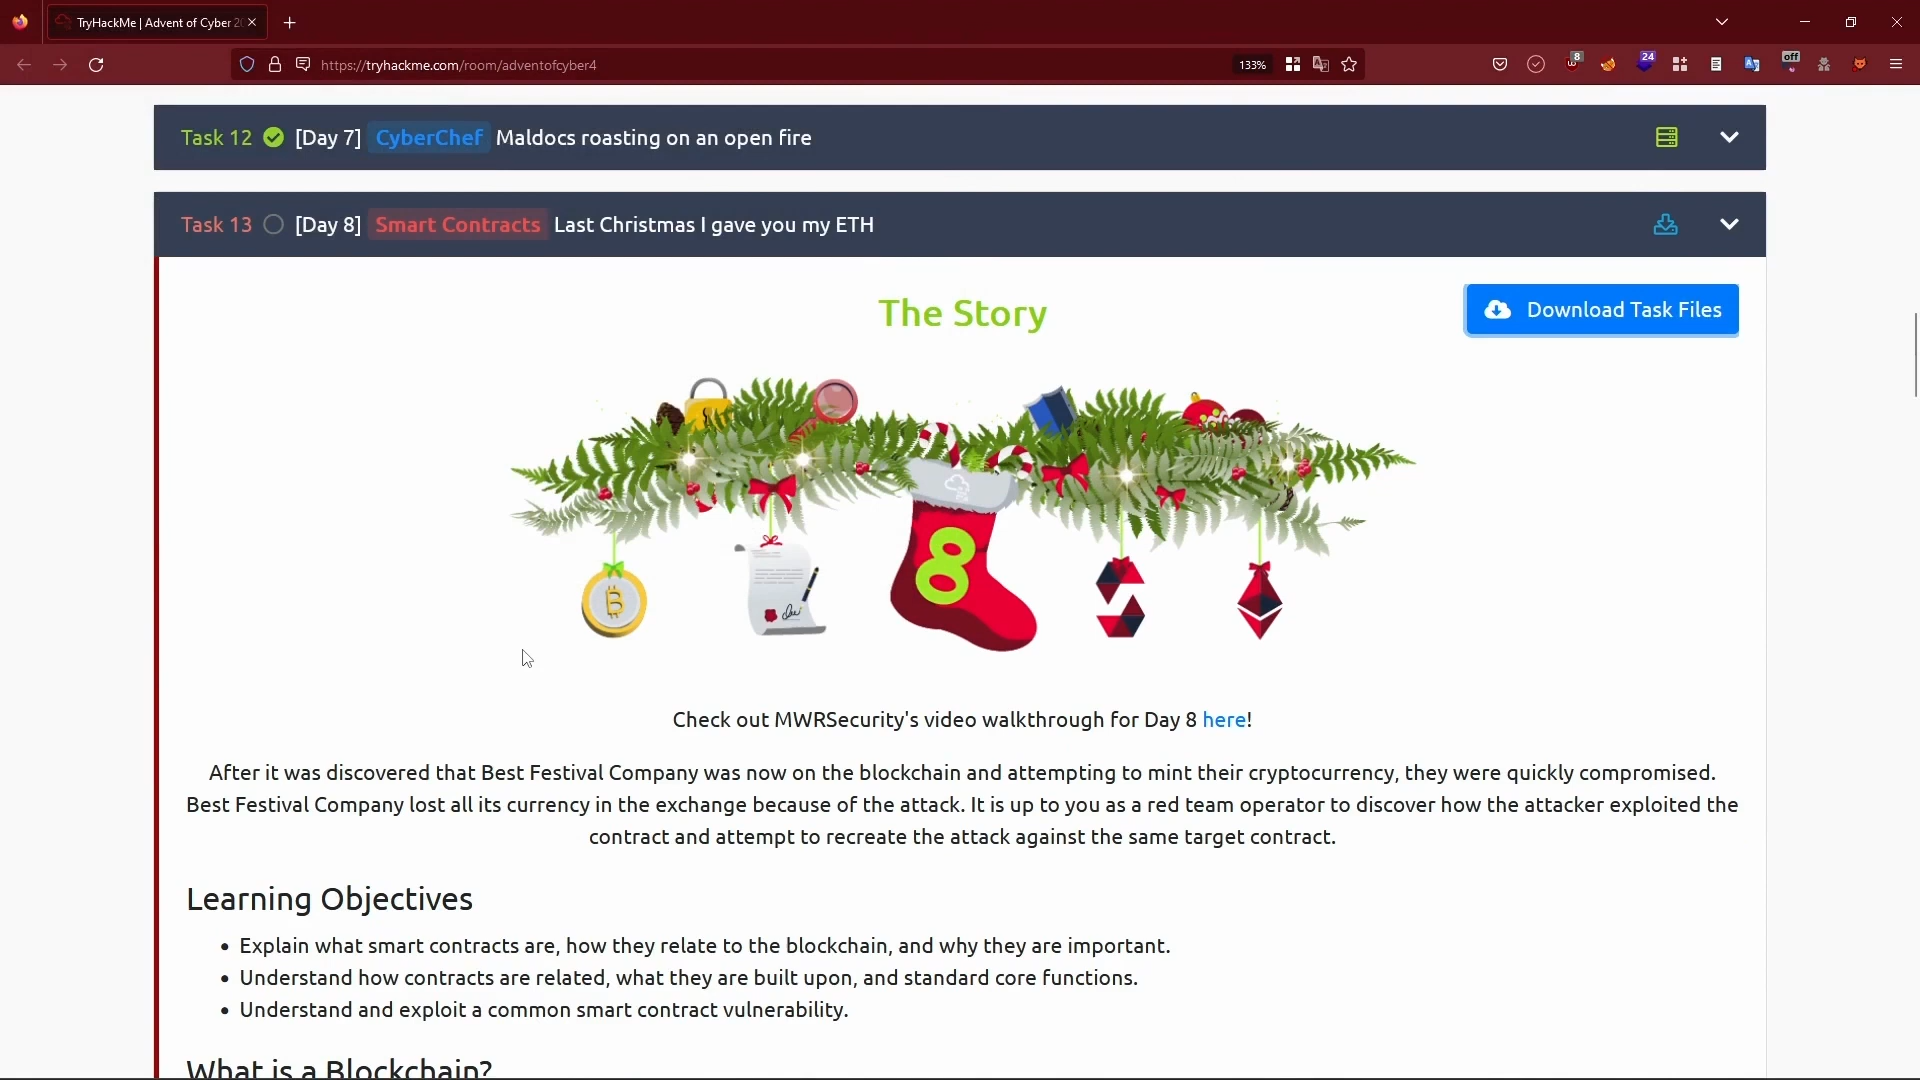 TryHackMe | Advent of Cyber 20
https://tryhackme.com/room/adventofcyber4
133%
8
24
off
Task 12 [Day 7] CyberChef Maldocs roasting on an open fire
Task 13 [Day 8] Smart Contracts Last Christmas I gave you my ETH
The Story
Download Task Files
8
Check out MWRSecurity's video walkthrough for Day 8 here!
After it was discovered that Best Festival Company was now on the blockchain and attempting to mint their cryptocurrency, they were quickly compromised.
Best Festival Company lost all its currency in the exchange because of the attack. It is up to you as a red team operator to discover how the attacker exploited the
contract and attempt to recreate the attack against the same target contract.
Learning Objectives
• Explain what smart contracts are, how they relate to the blockchain, and why they are important.
• Understand how contracts are related, what they are built upon, and standard core functions.
• Understand and exploit a common smart contract vulnerability.
What is a Blockchain?